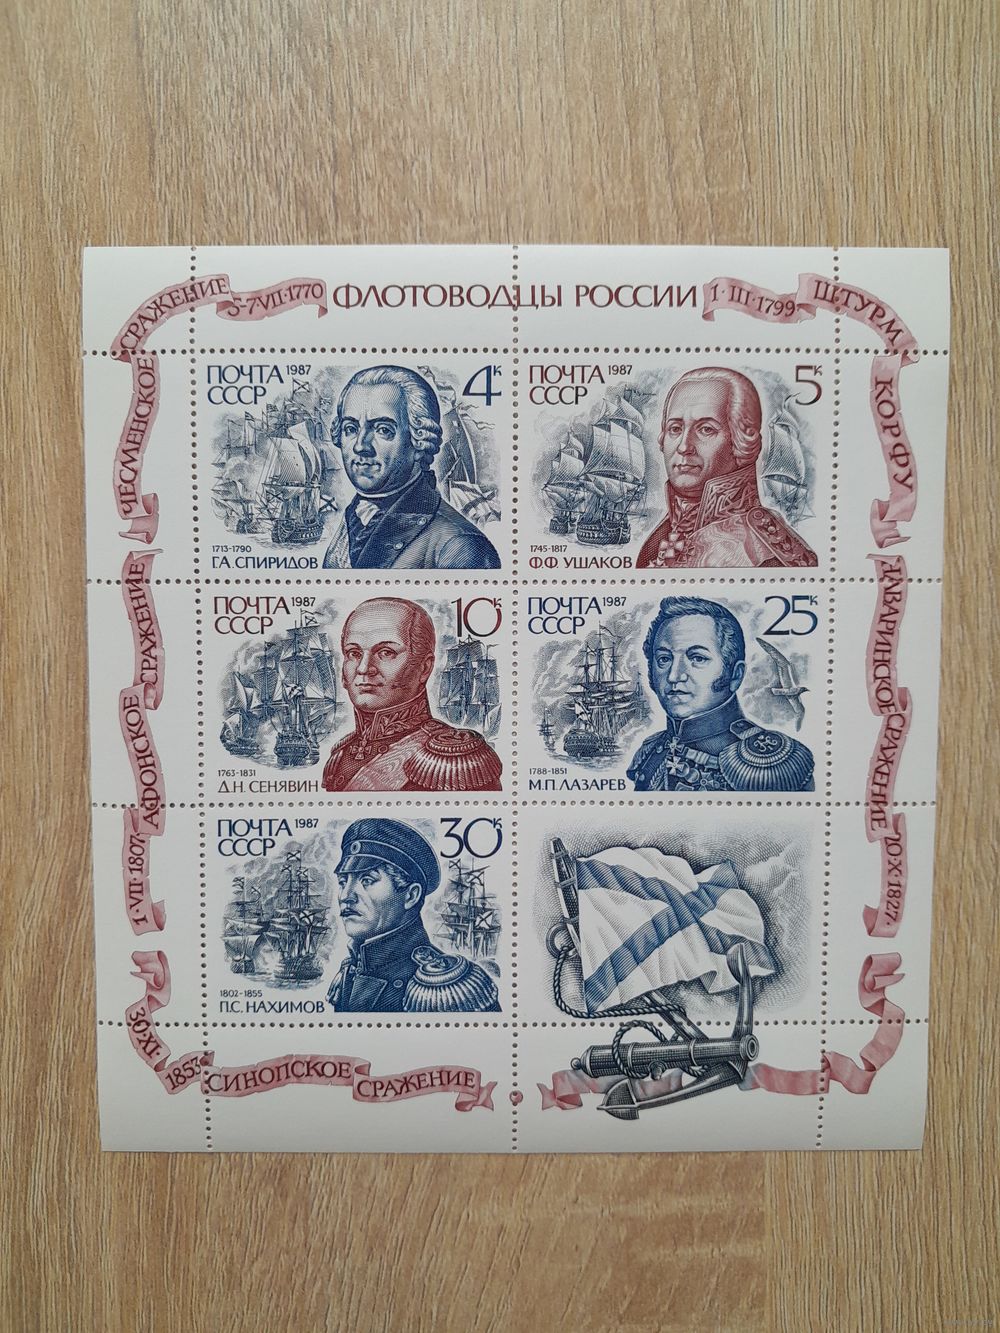 ФЛОТОВОДЦЫ РОССИИ
ЧЕСМЕНСКОЕ СРАЖЕНИЕ 5-7·VII·1770
1·III·1799 ШТУРМ КОРФУ
ПОЧТА 1987
СССР
4К
1713-1790
Г.А. СПИРИДОВ
ПОЧТА 1987
СССР
5К
1745-1817
Ф.Ф. УШАКОВ
1·VII·1807 АФОНСКОЕ СРАЖЕНИЕ
НАВАРИНСКОЕ СРАЖЕНИЕ 20·X·1827·
ПОЧТА 1987
СССР
10К
1763-1831
Д.Н. СЕНЯВИН
ПОЧТА 1987
СССР
25К
1788-1851
М.П. ЛАЗАРЕВ
ПОЧТА 1987
СССР
30К
1802-1855
П.С. НАХИМОВ
1853 СИНОПСКОЕ СРАЖЕНИЕ